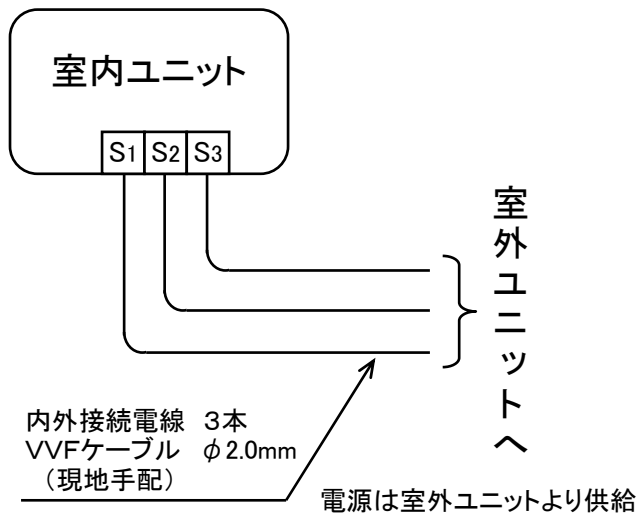 室内ユニット
S1 S2 S3
室外ユニットへ
内外接続電線 3本
VVFケーブル φ2.0mm
(現地手配)
電源は室外ユニットより供給